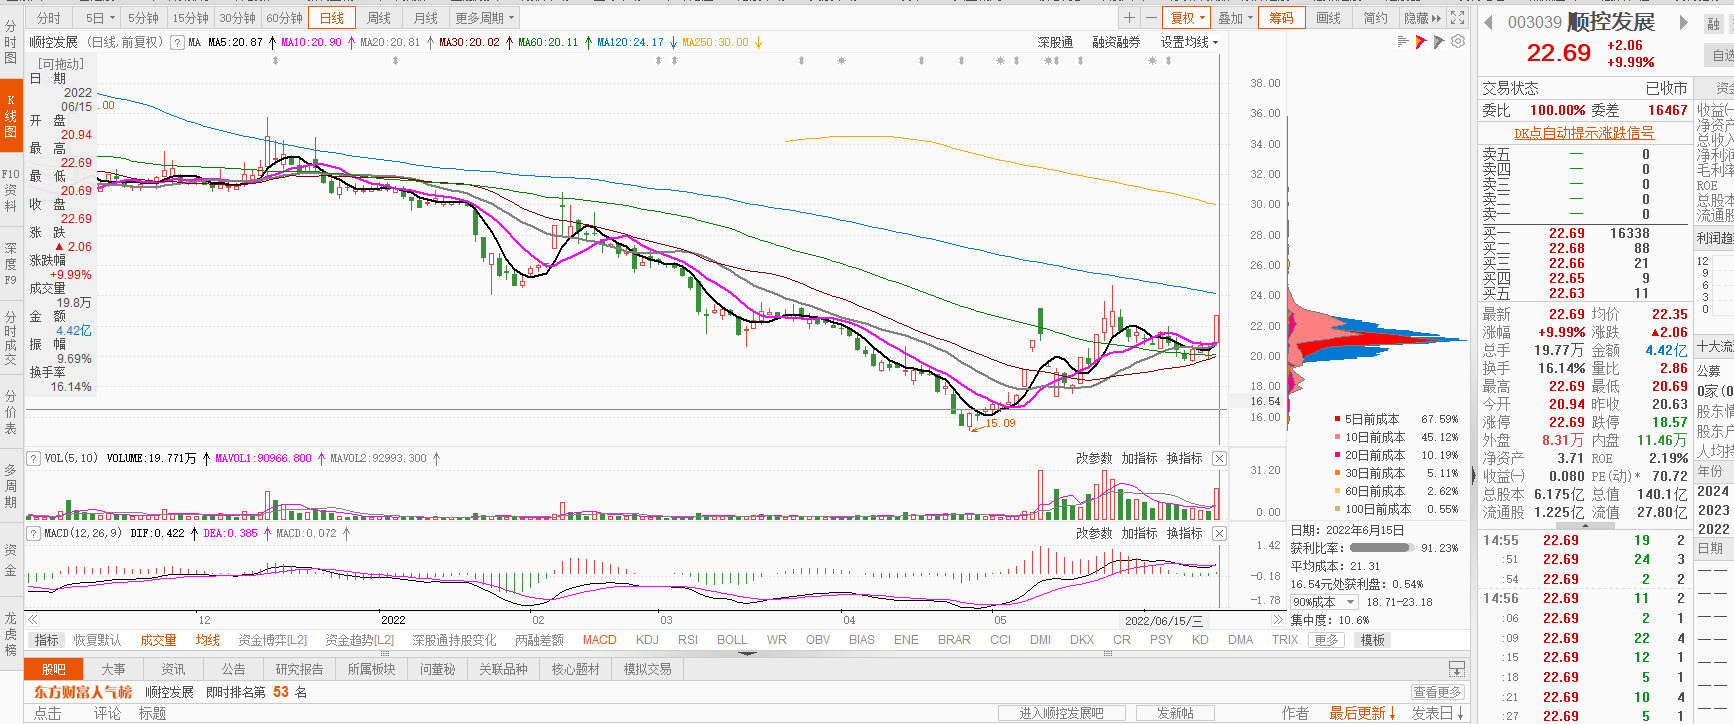 分时 5日 5分钟 15分钟 30分钟 60分钟 日线 周线 月线 更多周期
复权 叠加 筹码 画线 简约 隐藏
分时图
K线图
F10资料
深度F9
分时成交
分价表
多周期
资金
龙虎榜
顺控发展 (日线,前复权) ? MA MA5:20.87 MA10:20.90 MA20:20.81 MA30:20.02 MA60:20.11 MA120:24.17 MA250:30.00
深股通 融资融券 设置均线
[可拖动]
日 期
2022
06/15
.00
开 盘
20.94
最 高
22.69
最 低
20.69
收 盘
22.69
涨 跌
▲2.06
涨跌幅
+9.99%
成交量
19.8万
金 额
4.42亿
振 幅
9.69%
换手率
16.14%
15.09
38.00
36.00
34.00
32.00
30.00
28.00
26.00
24.00
22.00
20.00
18.00
16.54
16.00
? VOL(5,10) VOLUME:19.771万 MAVOL1:90966.800 MAVOL2:92993.300
改参数 加指标 换指标
31.20
0.00
? MACD(12,26,9) DIF:0.422 DEA:0.385 MACD:0.072
改参数 加指标 换指标
1.42
-0.18
-1.78
12 2022 02 03 04 05 2022/06/15/三
5日前成本 67.59%
10日前成本 45.12%
20日前成本 10.19%
30日前成本 5.11%
60日前成本 2.62%
100日前成本 0.55%
日期: 2022年6月15日
获利比率: 91.23%
平均成本: 21.31
16.54元处获利盘: 0.54%
90%成本 18.71-23.18
集中度: 10.6%
指标 恢复默认 成交量 均线 资金博弈[L2] 资金趋势[L2] 深股通持股变化 两融差额 MACD KDJ RSI BOLL WR OBV BIAS ENE BRAR CCI DMI DKX CR PSY KD DMA TRIX 更多 模板
股吧 大事 资讯 公告 研究报告 所属板块 问董秘 关联品种 核心题材 模拟交易
东方财富人气榜 顺控发展 即时排名第 53 名
查看更多
点击 评论 标题
进入顺控发展吧 发新帖 作者 最后更新↓ 发表日↓
003039 顺控发展
融
22.69 +2.06
+9.99%
自选
交易状态 已收市
委比 100.00% 委差 16467
DK点自动提示涨跌信号
卖五 — 0
卖四 — 0
卖三 — 0
卖二 — 0
卖一 — 0
买一 22.69 16338
买二 22.68 88
买三 22.66 21
买四 22.65 9
买五 22.63 11
最新 22.69 均价 22.35
涨幅 +9.99% 涨跌 ▲2.06
总手 19.77万 金额 4.42亿
换手 16.14% 量比 2.86
最高 22.69 最低 20.69
今开 20.94 昨收 20.63
涨停 22.69 跌停 18.57
外盘 8.31万 内盘 11.46万
净资产 3.71 ROE 2.19%
收益㈠ 0.080 PE(动)* 70.72
总股本 6.175亿 总值 140.1亿
流通股 1.225亿 流值 27.80亿
14:55 22.69 19 2
:51 22.69 24 3
:54 22.69 2 2
14:56 22.69 11 2
:06 22.69 2 1
:09 22.69 22 4
:15 22.69 12 1
:18 22.69 5 1
:21 22.69 10 4
:27 22.69 5 1
资金
收益㈠
净资产
总收入
净利润
毛利率
ROE
总股本
流通股
利润趋
12
9
6
3
0
十大流
公募
0家(0
股东情
股东户
人均持
年份
2024
2023
2022
日期